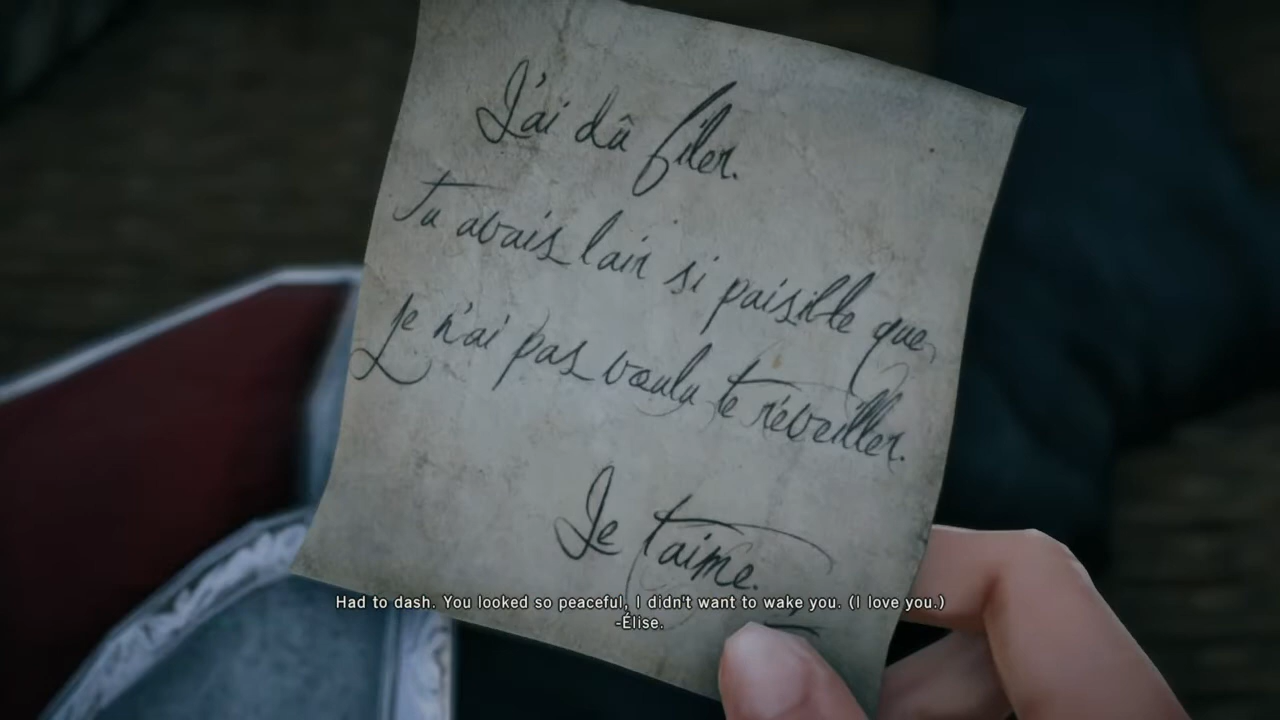 J'ai dû filer.
Tu avais l'air si paisible que
je n'ai pas voulu te réveiller.
Je t'aime.
Had to dash. You looked so peaceful, I didn't want to wake you. (I love you.)
-Élise.